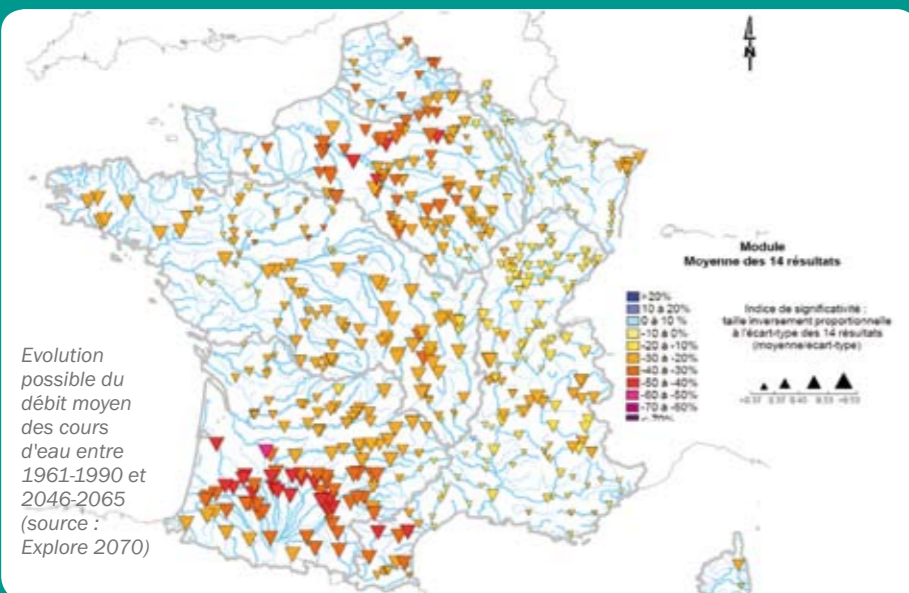 N
Module
Moyenne des 14 résultats
>20%
10 à 20%
0 à 10 %
-10 à 0%
-20 à -10%
-30 à -20%
-40 à -30%
-50 à -40%
-60 à -50%
-70 à -60%
<-70%
Indice de significativité :
taille inversement proportionnelle
à l'écart-type des 14 résultats
(moyenne/écart-type)
Evolution
possible du
débit moyen
des cours
d'eau entre
1961-1990 et
2046-2065
(source :
Explore 2070)